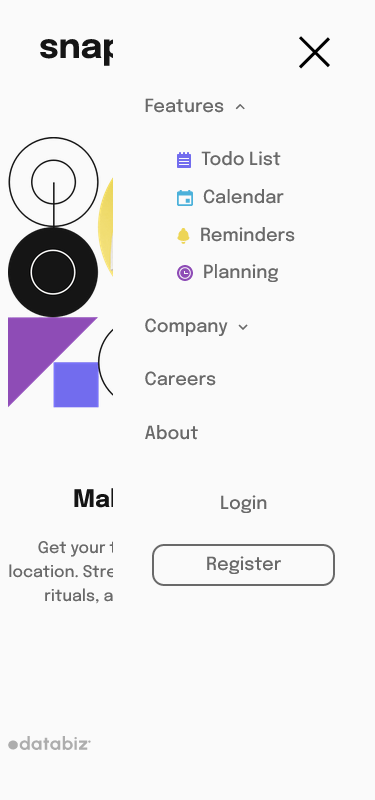 snap
Features
Todo List
Calendar
Reminders
Planning
Company
Careers
About
Login
Mal
Register
Get your t
location. Stre
rituals, a
databiz